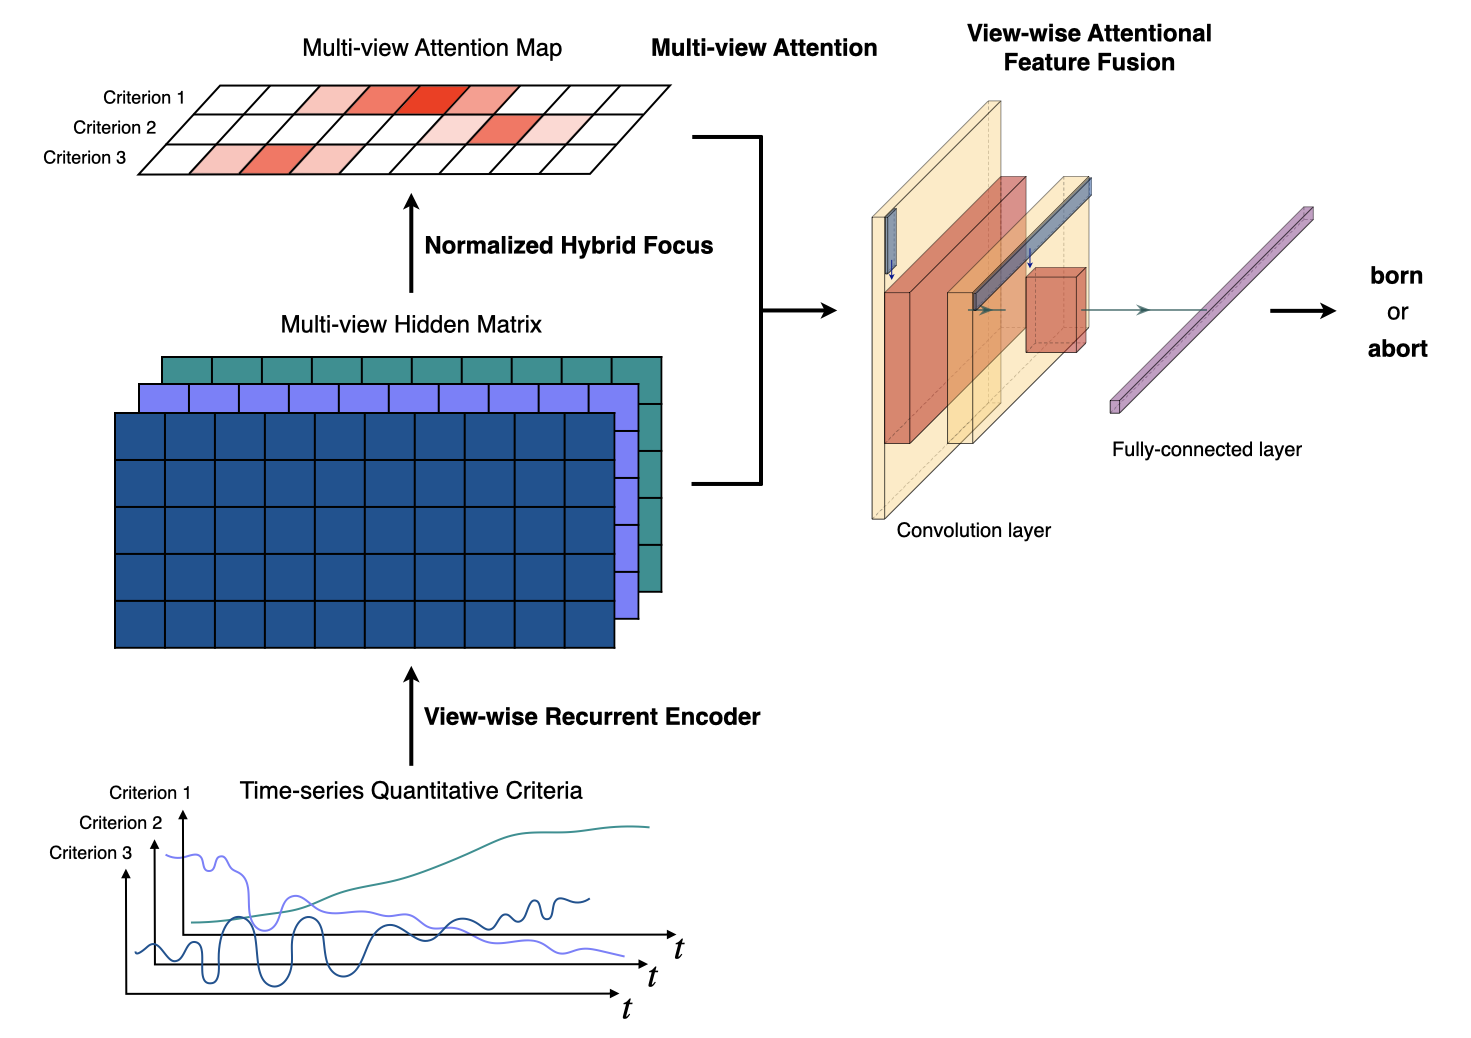 Multi-view Attention Map
Multi-view Attention
View-wise Attentional
Feature Fusion
Criterion 1
Criterion 2
Criterion 3
Normalized Hybrid Focus
Multi-view Hidden Matrix
born
or
abort
Fully-connected layer
Convolution layer
View-wise Recurrent Encoder
Time-series Quantitative Criteria
Criterion 1
Criterion 2
Criterion 3
t
t
t